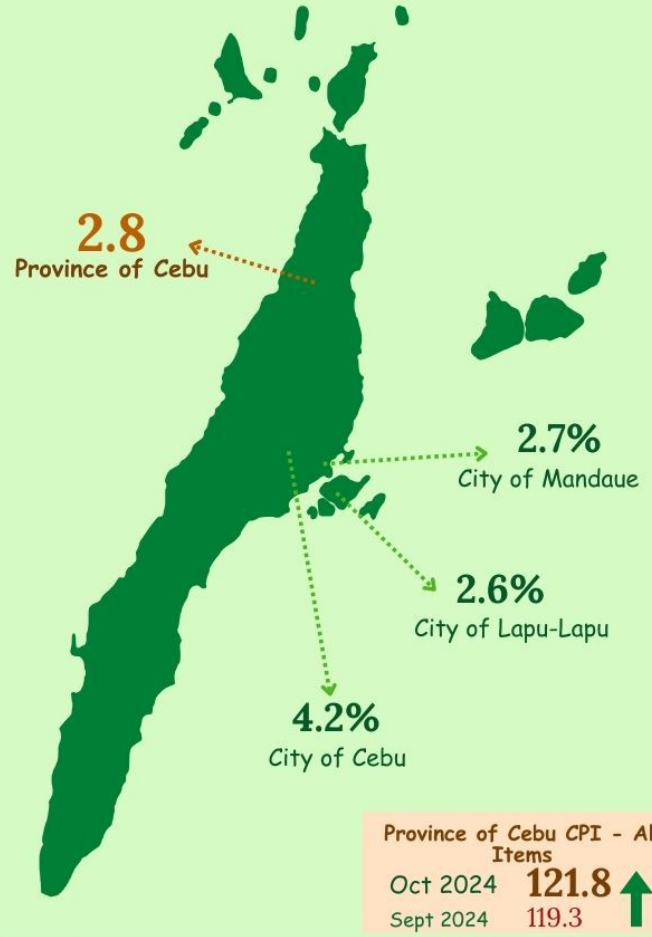 2.8
Province of Cebu
2.7%
City of Mandaue
2.6%
City of Lapu-Lapu
4.2%
City of Cebu
Province of Cebu CPI - Al
Items
Oct 2024 121.8
Sept 2024 119.3